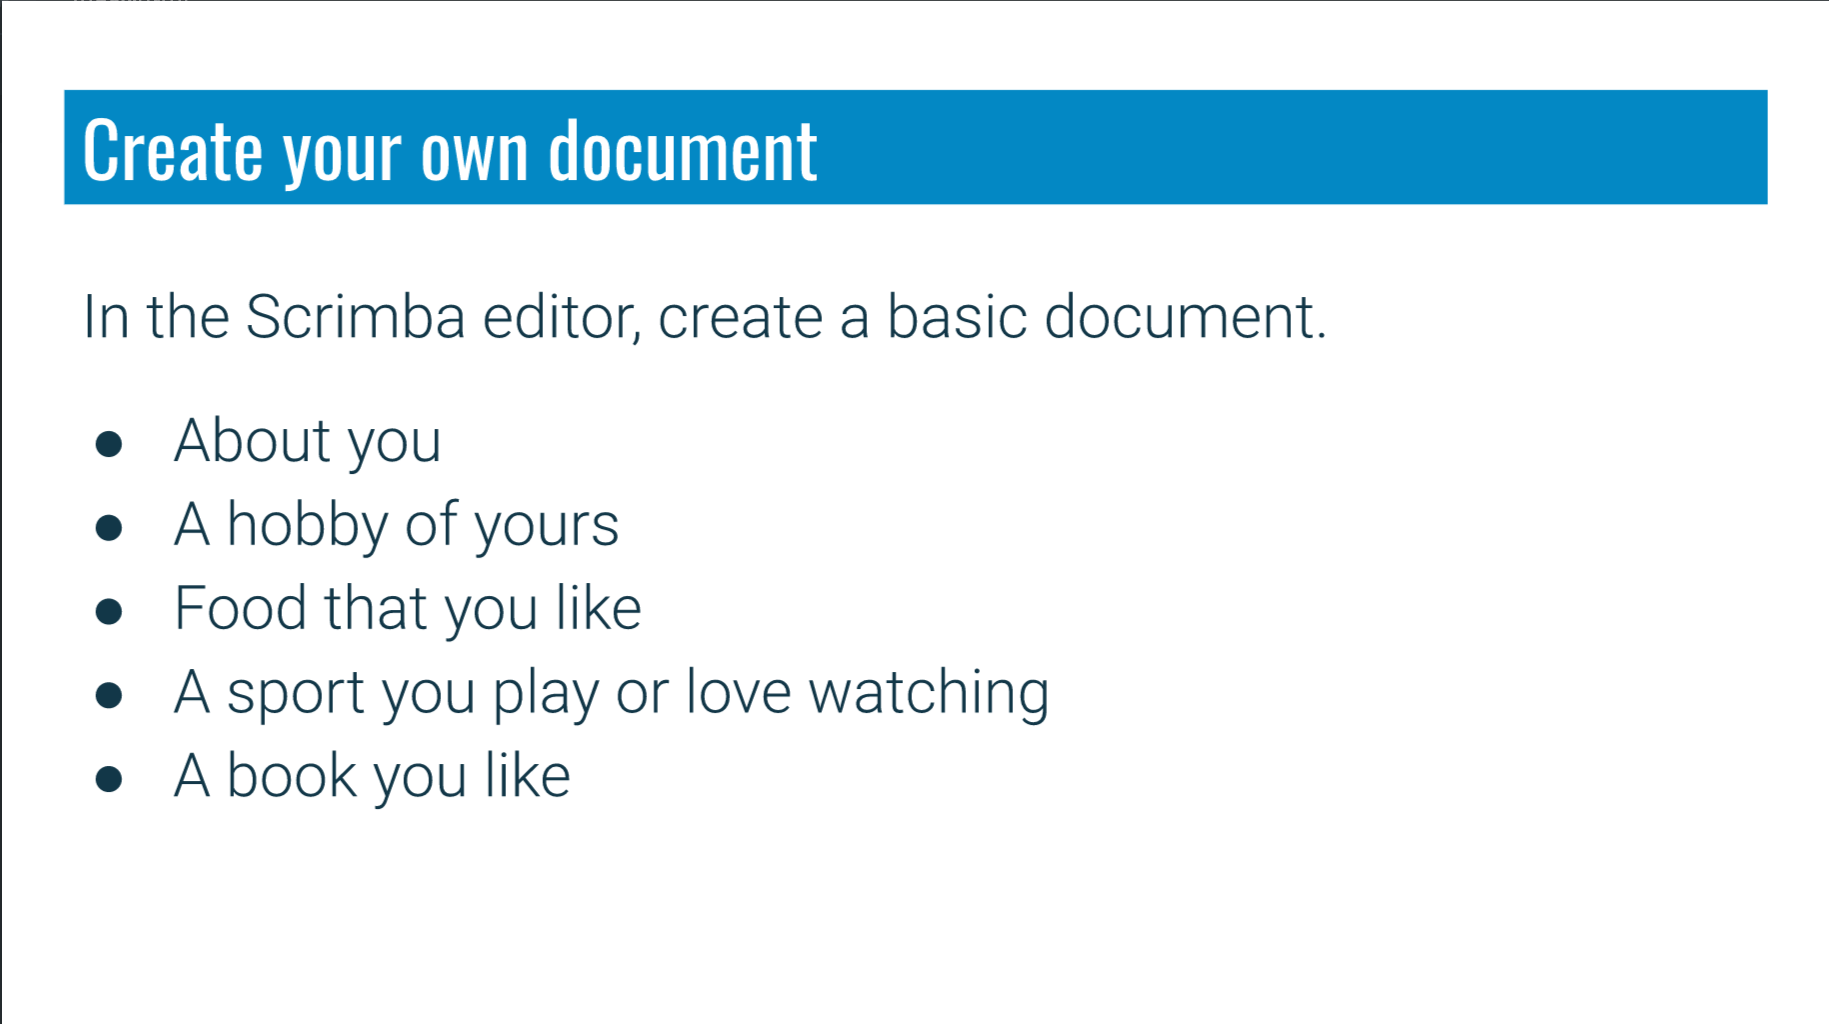 Create your own document
In the Scrimba editor, create a basic document.
● About you
● A hobby of yours
● Food that you like
● A sport you play or love watching
● A book you like